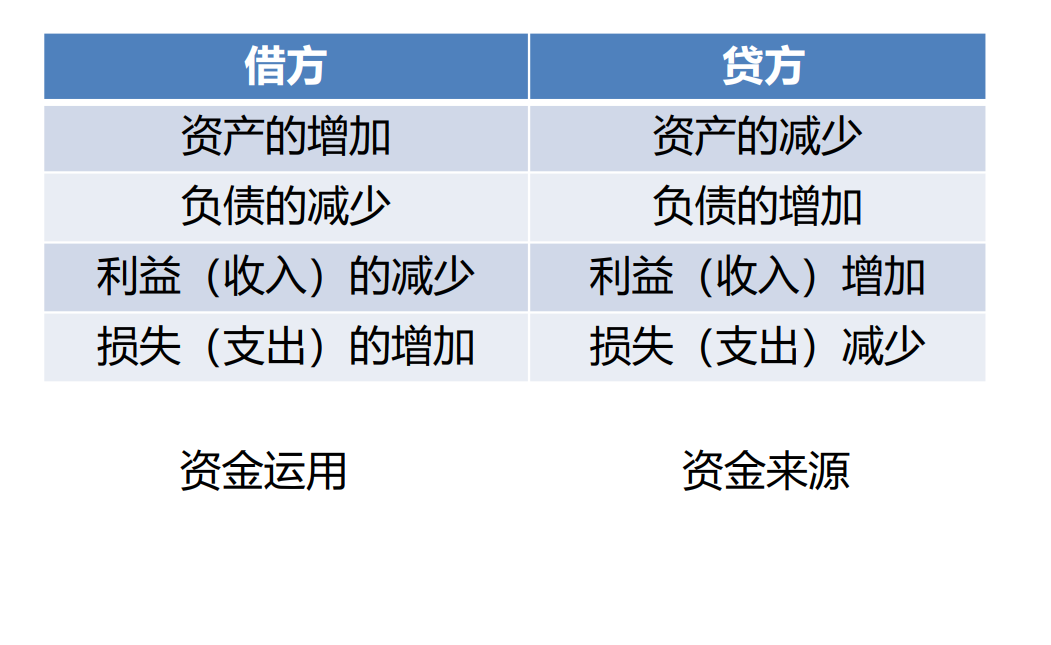 借方 贷方
资产的增加 资产的减少
负债的减少 负债的增加
利益（收入）的减少 利益（收入）增加
损失（支出）的增加 损失（支出）减少
资金运用 资金来源